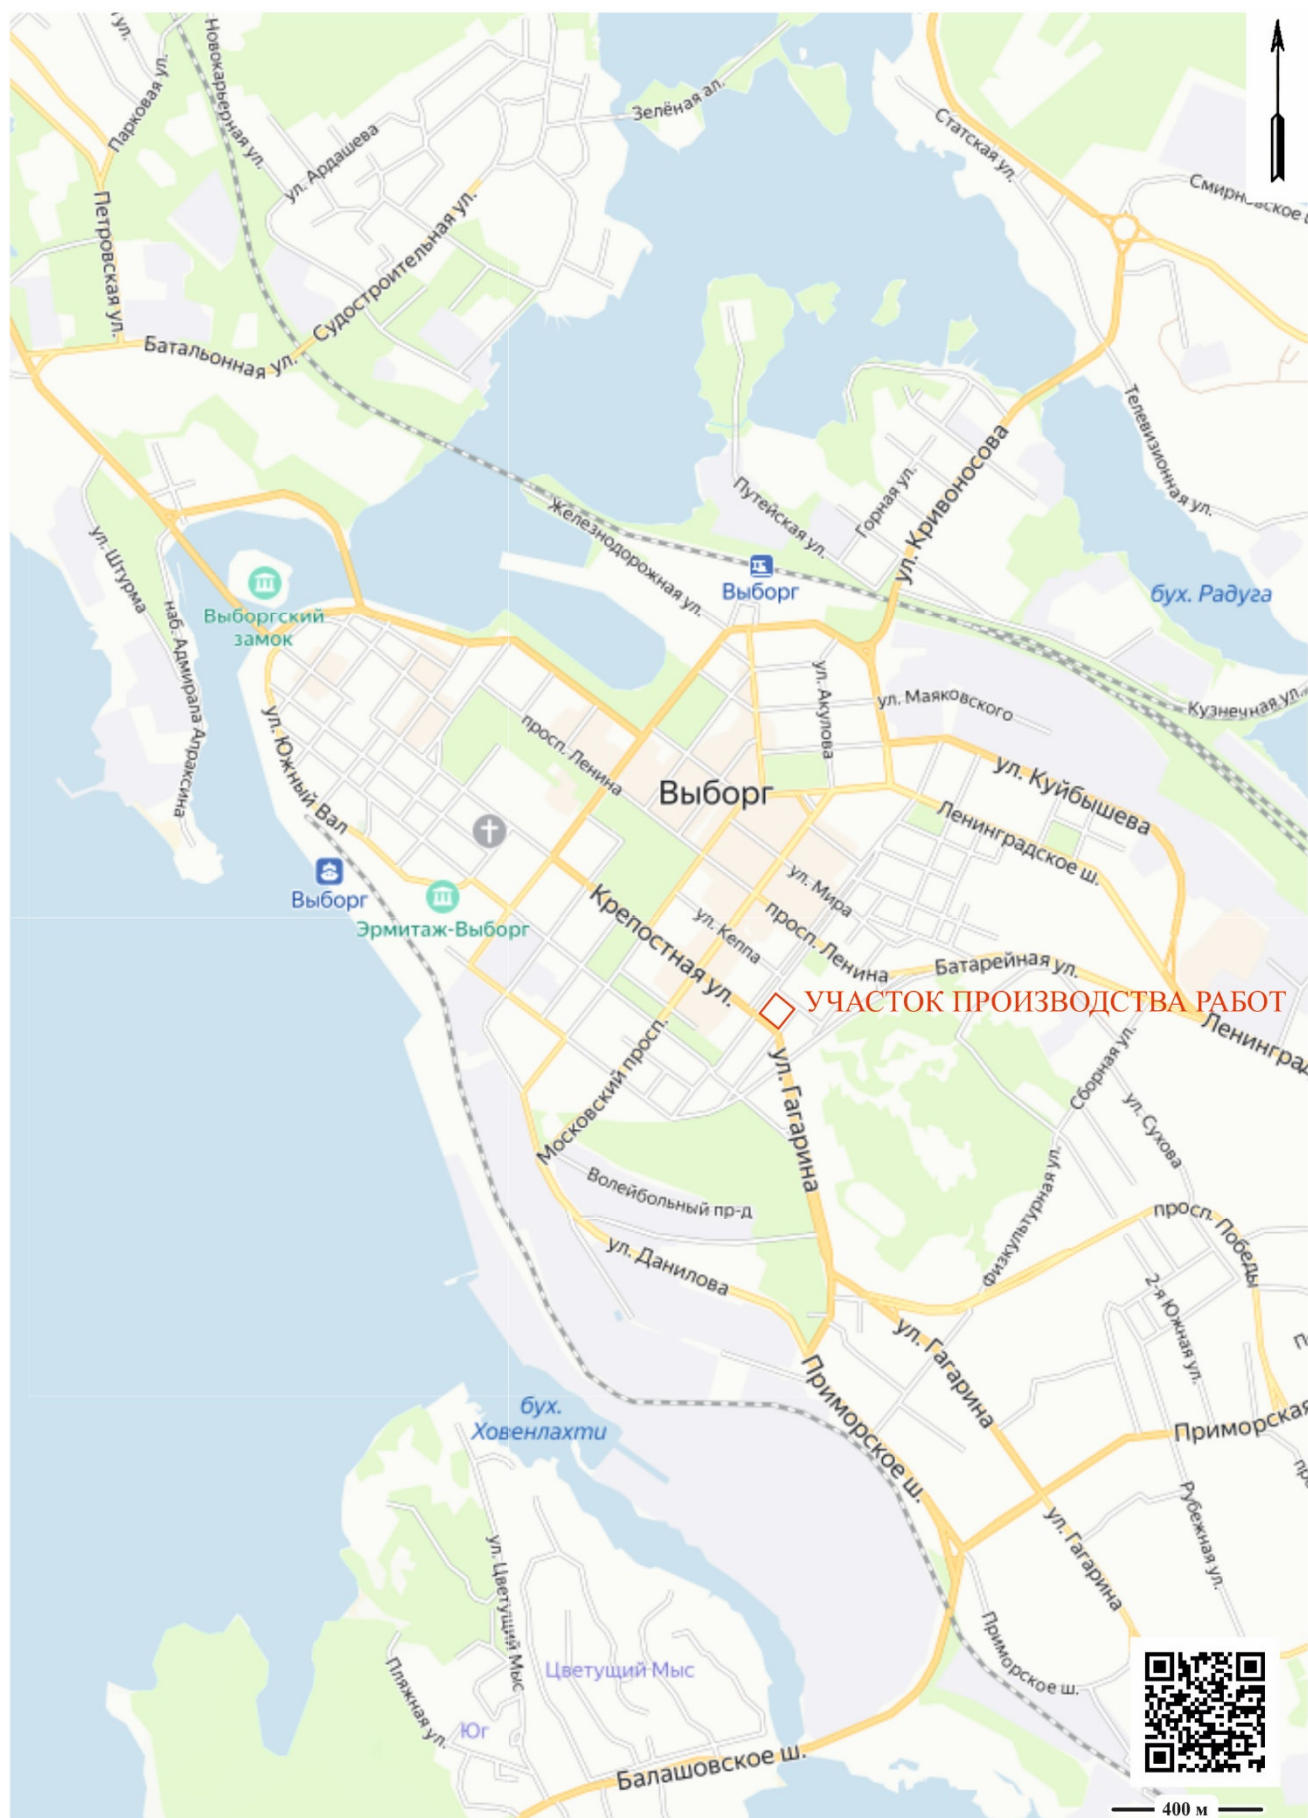 Новокарьерная ул.
Парковая ул.
ул. Ардашева
Зелёная ал.
Статская ул.
Петровская ул.
Судостроительная ул.
Батальонная ул.
Телевизионная ул.
ул. Кривоносова
Горная ул.
Путейская ул.
Железнодорожная ул.
ул. Штурма
Выборг
бух. Радуга
Выборгский
замок
наб. Адмирала Апраксина
ул. Акулова
ул. Маяковского
Кузнечная ул.
ул. Южный Вал
просп. Ленина
Выборг
ул. Куйбышева
Ленинградское ш.
Выборг
Эрмитаж-Выборг
Крепостная ул.
ул. Мира
ул. Кеппа
просп. Ленина
Батарейная ул.
УЧАСТОК ПРОИЗВОДСТВА РАБОТ
Ленинград
Московский просп.
ул. Гагарина
Сборная ул.
ул. Сухова
Волейбольный пр-д
Физкультурная ул.
просп. Победы
ул. Данилова
2-я Южная ул.
ул. Гагарина
Приморское ш.
бух.
Ховенлахти
Приморская
Рубежная ул.
ул. Гагарина
ул. Цветущий Мыс
Приморское ш.
Цветущий Мыс
Пляжная ул.
Юг
Балашовское ш.
400 м